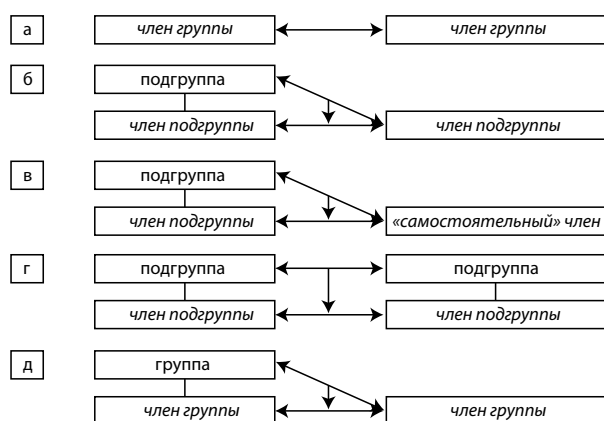 а член группы член группы
б подгруппа
член подгруппы член подгруппы
в подгруппа
член подгруппы «самостоятельный» член
г подгруппа подгруппа
член подгруппы член подгруппы
д группа
член группы член группы